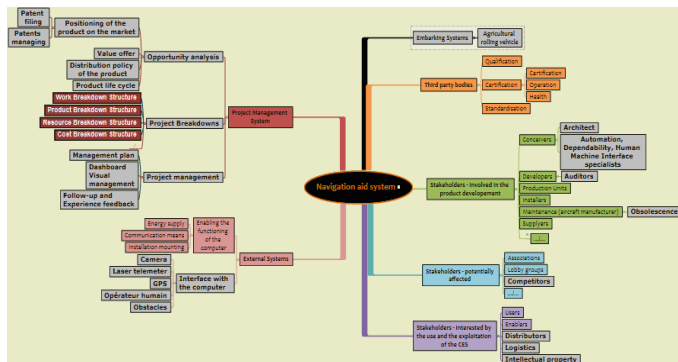 Patent
filing
Patents
managing
Positioning of the
product on the market
Value offer
Distribution policy
of the product
Product life cycle
Opportunity analysis
Work Breakdown Structure
Product Breakdown Structure
Resource Breakdown Structure
Cost Breakdown Structure
Project Breakdowns
Project Management
System
Management plan
Dashboard
Visual
management
Follow-up and
Experience feedback
Project management
Energy supply
Communication means
Installation mounting
Enabling the
functioning
of the
computer
External Systems
Camera
Laser telemeter
GPS
Opérateur humain
Obstacles
Interface with
the computer
Navigation aid system
Embarking Systems
Agricultural
rolling vehicle
Third party bodies
Qualification
Certification
Certification
Operation
Health
Standardisation
Stakeholders - Involved in the
product developement
Conceivers
Architect
Automation,
Dependability, Human
Machine Interface
specialists
Developers
Auditors
Production Units
Installers
Maintenance (aircraft manufacturer)
Obsolescence
Supplyers
.../...
Stakeholders - potentially
affected
Associations
Lobby groups
Competitors
.../...
Stakeholders - Interested by
the use and the exploitation
of the CES
Users
Enablers
Distributors
Logistics
Intellectual property